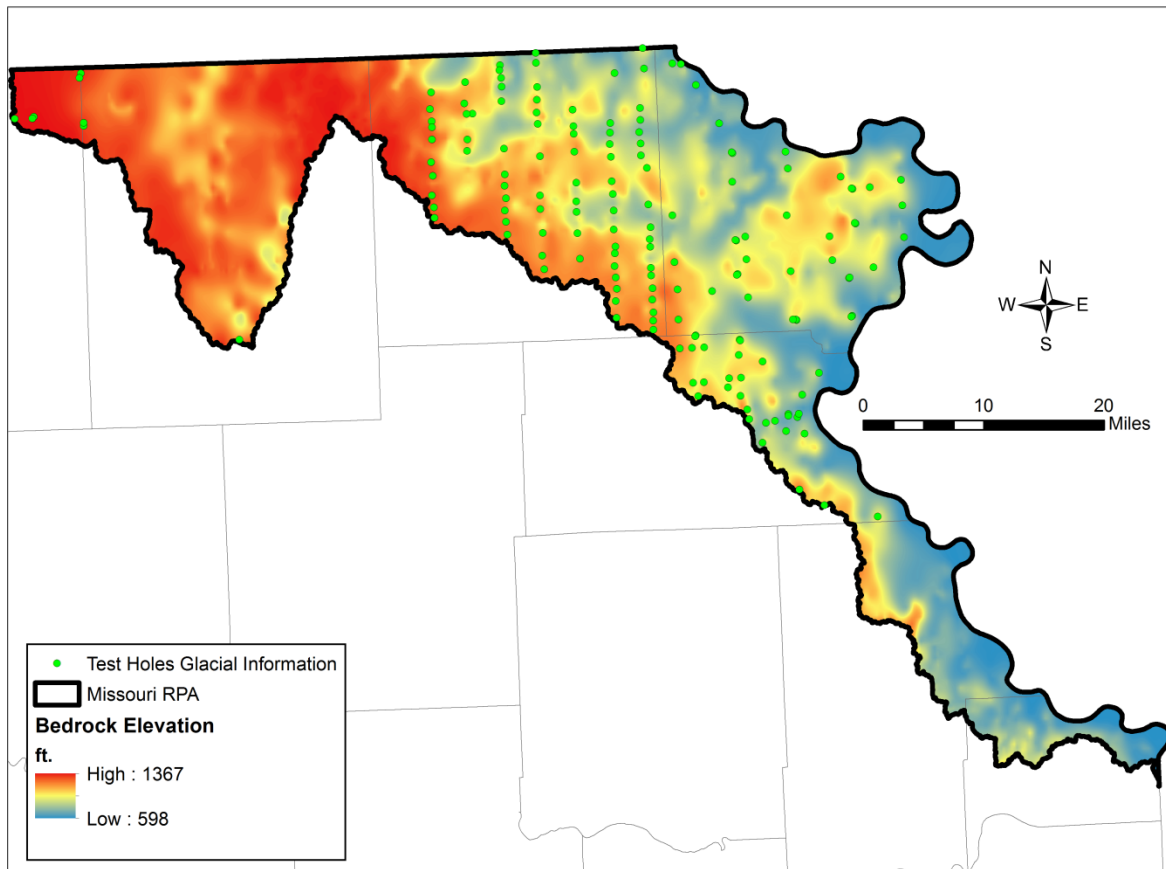 N
W E
S
0 10 20
Miles
Test Holes Glacial Information
Missouri RPA
Bedrock Elevation
ft.
High : 1367
Low : 598